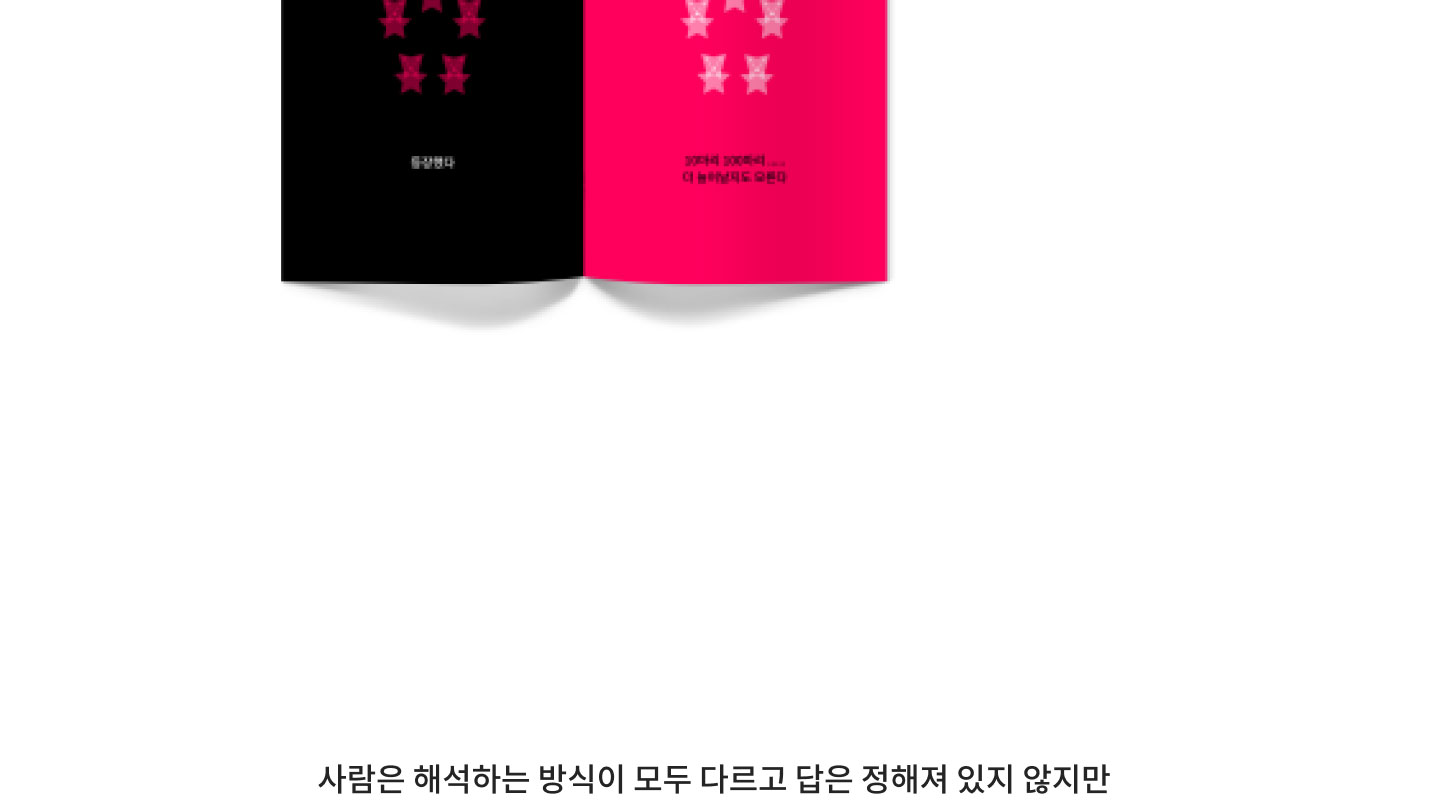 등장했다
10마리 100마리......
더 늘어날지도 모른다
사람은 해석하는 방식이 모두 다르고 답은 정해져 있지 않지만